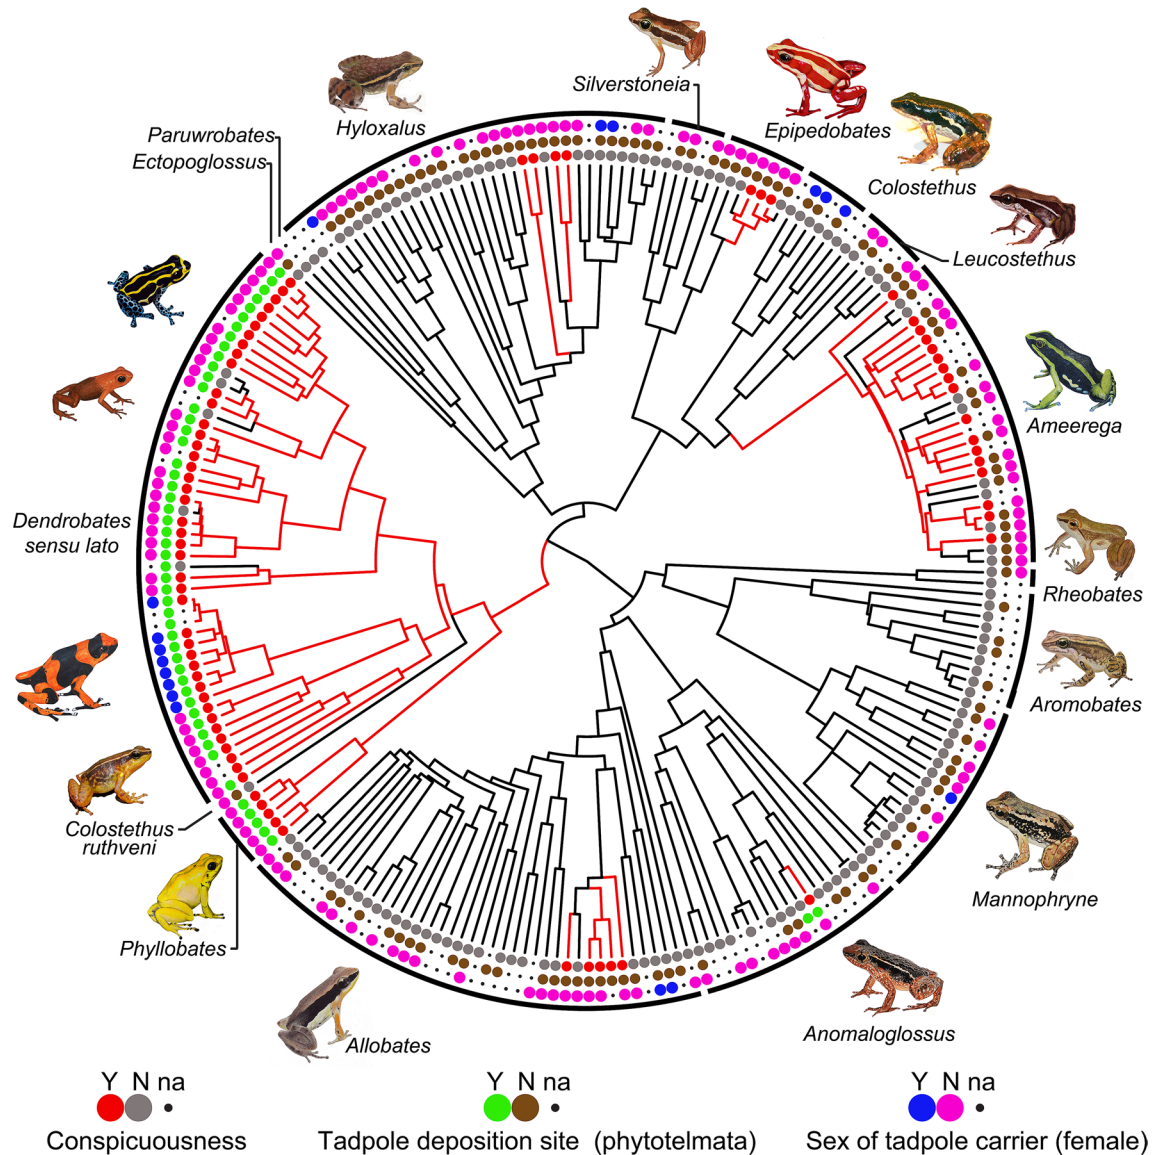 Silverstoneia
Hyloxalus
Epipedobates
Paruwrobates
Ectopoglossus
Colostethus
Leucostethus
Ameerega
Dendrobates
sensu lato
Rheobates
Aromobates
Colostethus
ruthveni
Mannophryne
Phyllobates
Anomaloglossus
Allobates
Y N na
Conspicuousness
Y N na
Tadpole deposition site (phytotelmata)
Y N na
Sex of tadpole carrier (female)